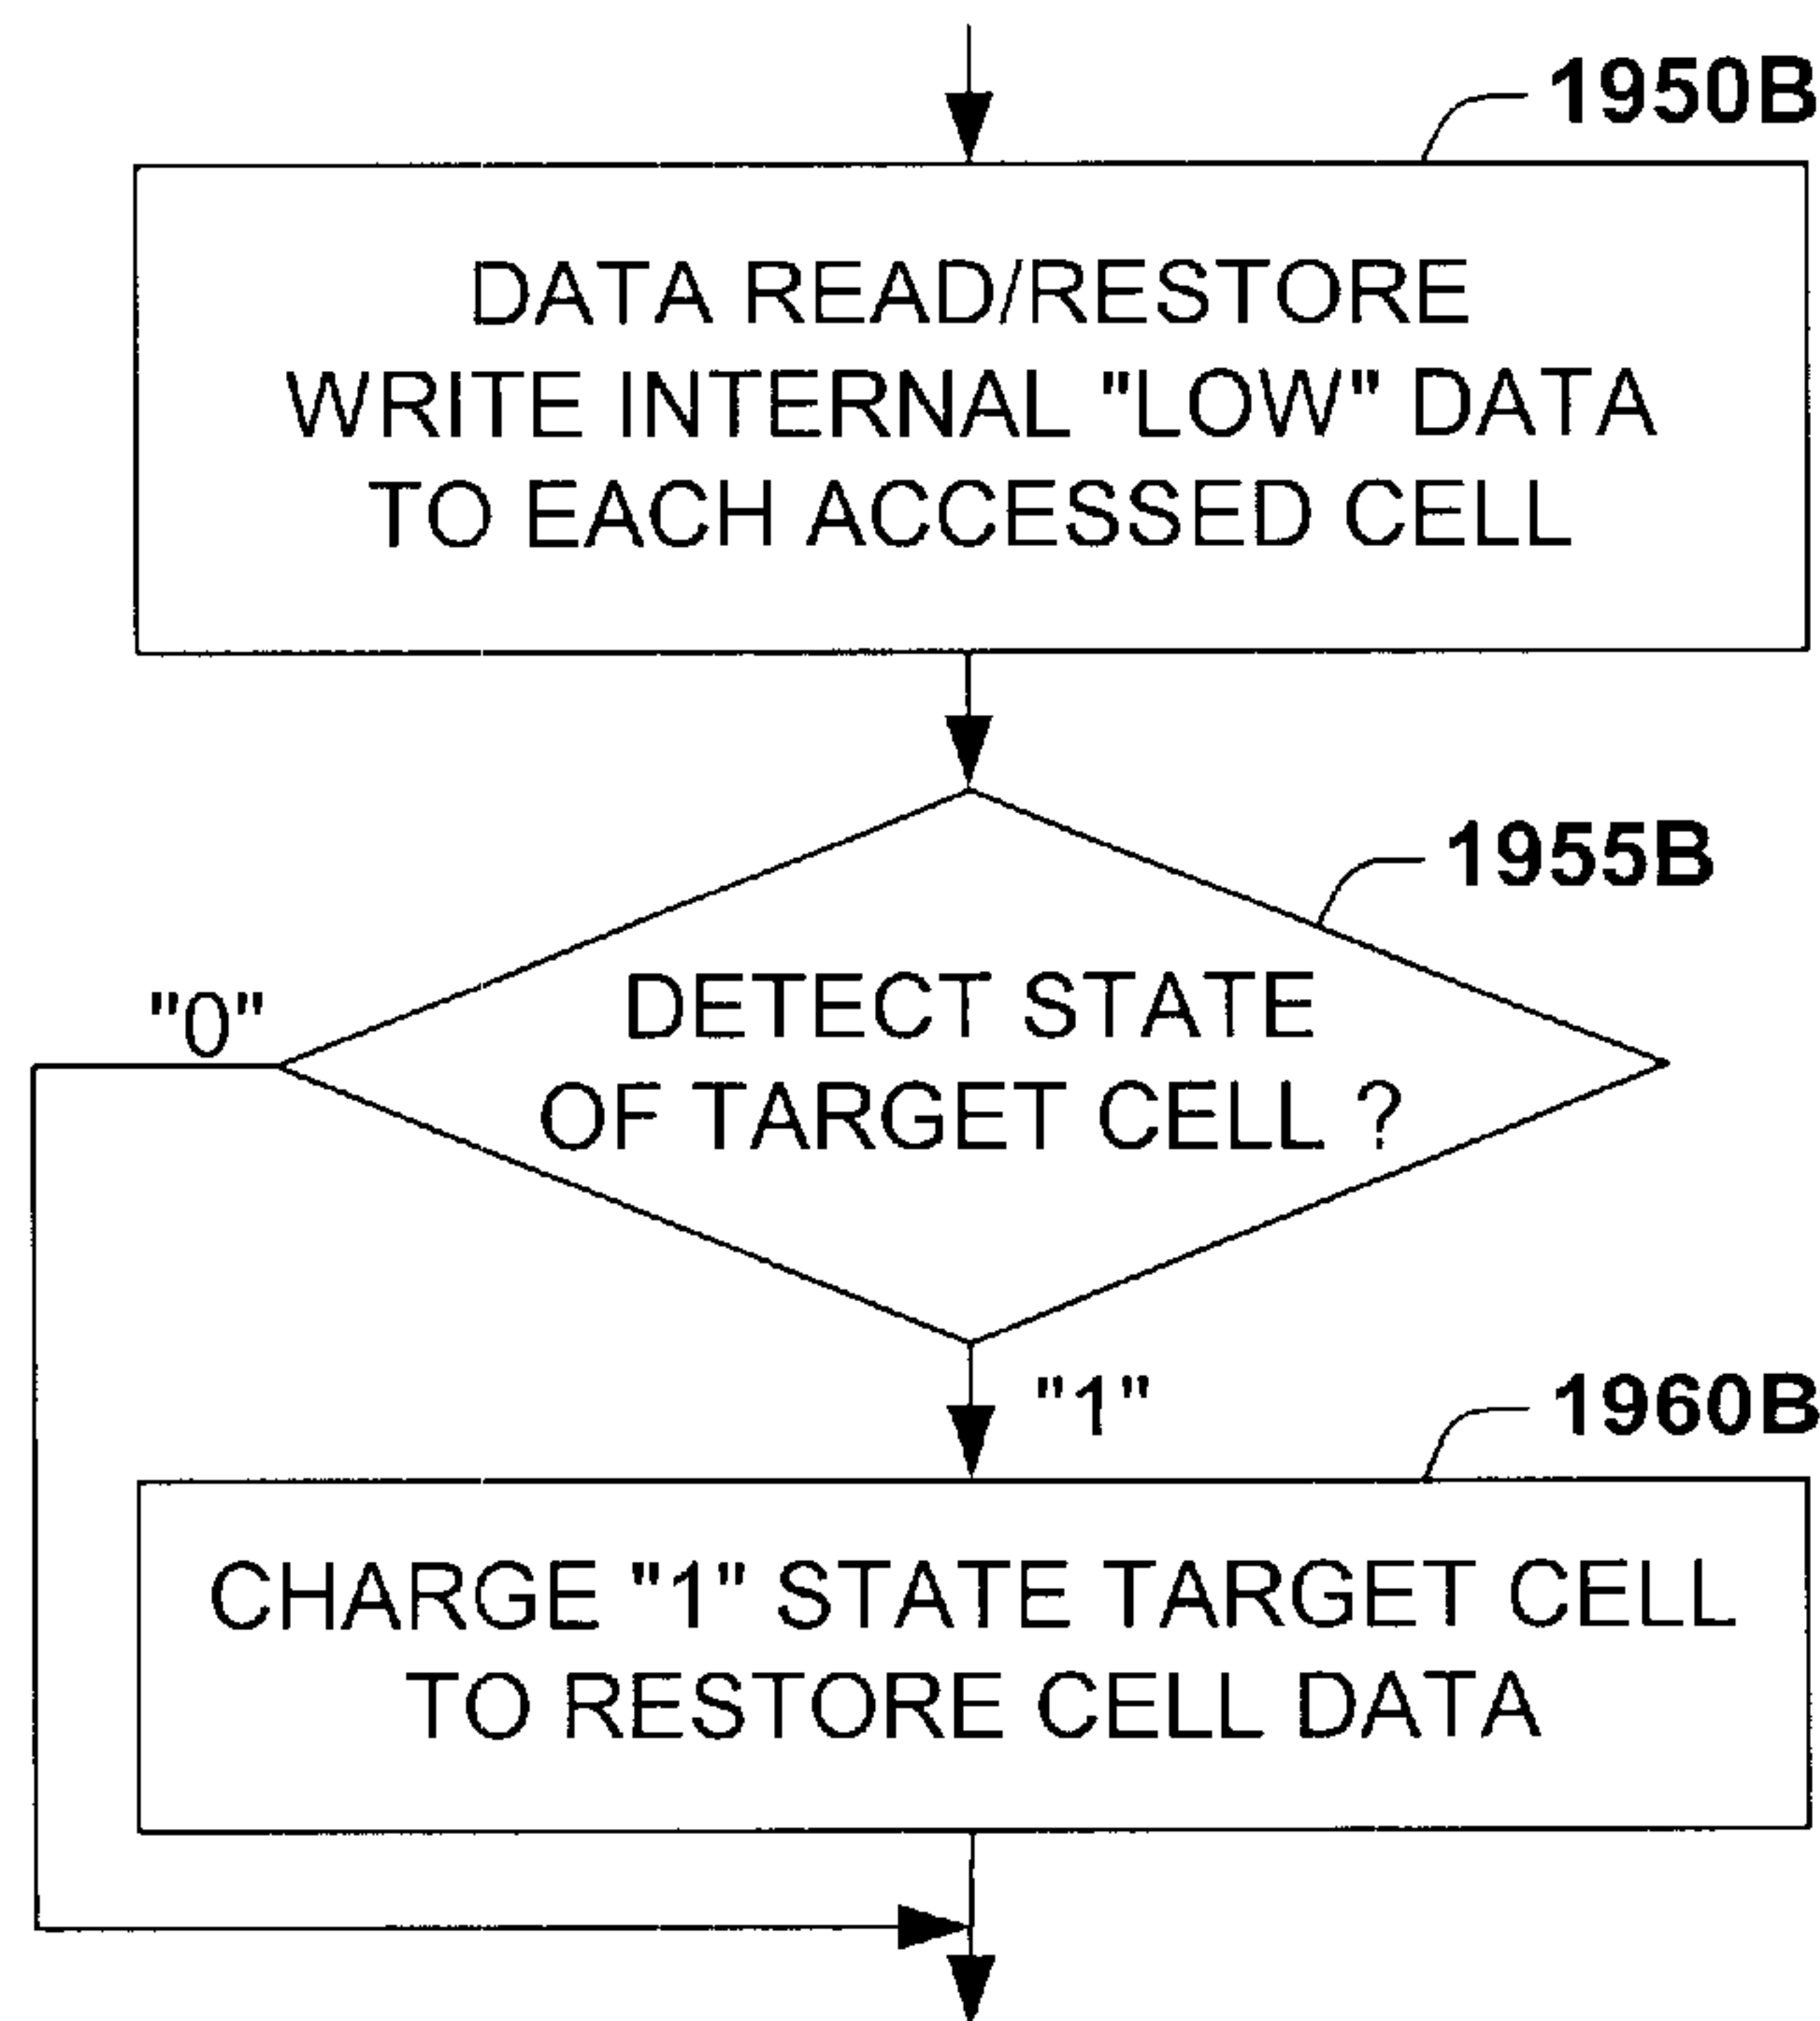 1950B
DATA READ/RESTORE
WRITE INTERNAL "LOW" DATA
TO EACH ACCESSED CELL
1955B
"0"
DETECT STATE
OF TARGET CELL ?
"1"
1960B
CHARGE "1" STATE TARGET CELL
TO RESTORE CELL DATA